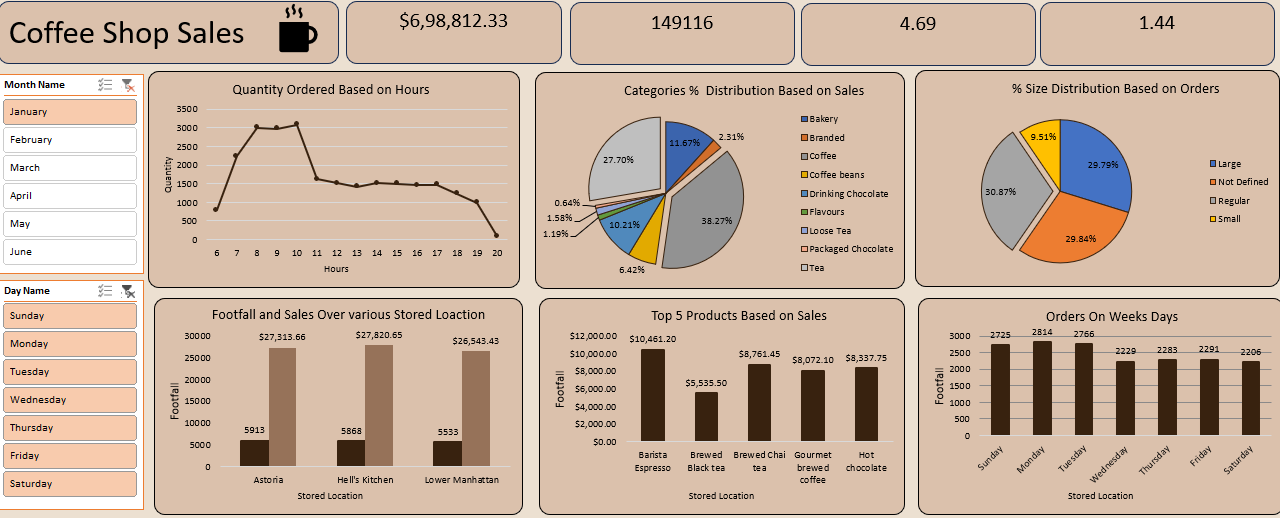 Coffee Shop Sales
$6,98,812.33
149116
4.69
1.44
Month Name
January
February
March
April
May
June
Day Name
Sunday
Monday
Tuesday
Wednesday
Thursday
Friday
Saturday
Quantity Ordered Based on Hours
Quantity
3500
3000
2500
2000
1500
1000
500
0
6 7 8 9 10 11 12 13 14 15 16 17 18 19 20
Hours
Categories % Distribution Based on Sales
11.67%
2.31%
38.27%
6.42%
10.21%
1.19%
1.58%
0.64%
27.70%
Bakery
Branded
Coffee
Coffee beans
Drinking Chocolate
Flavours
Loose Tea
Packaged Chocolate
Tea
% Size Distribution Based on Orders
29.79%
29.84%
30.87%
9.51%
Large
Not Defined
Regular
Small
Footfall and Sales Over various Stored Loaction
Footfall
30000
25000
20000
15000
10000
5000
0
5913
$27,313.66
5868
$27,820.65
5533
$26,543.43
Astoria
Hell's Kitchen
Lower Manhattan
Stored Location
Top 5 Products Based on Sales
Footfall
$12,000.00
$10,000.00
$8,000.00
$6,000.00
$4,000.00
$2,000.00
$0.00
$10,461.20
$5,535.50
$8,761.45
$8,072.10
$8,337.75
Barista
Espresso
Brewed
Black tea
Brewed Chai
tea
Gourmet
brewed
coffee
Hot
chocolate
Stored Location
Orders On Weeks Days
Footfall
3000
2500
2000
1500
1000
500
0
2725
2814
2766
2229
2283
2291
2206
Sunday
Monday
Tuesday
Wednesday
Thursday
Friday
Saturday
Stored Location